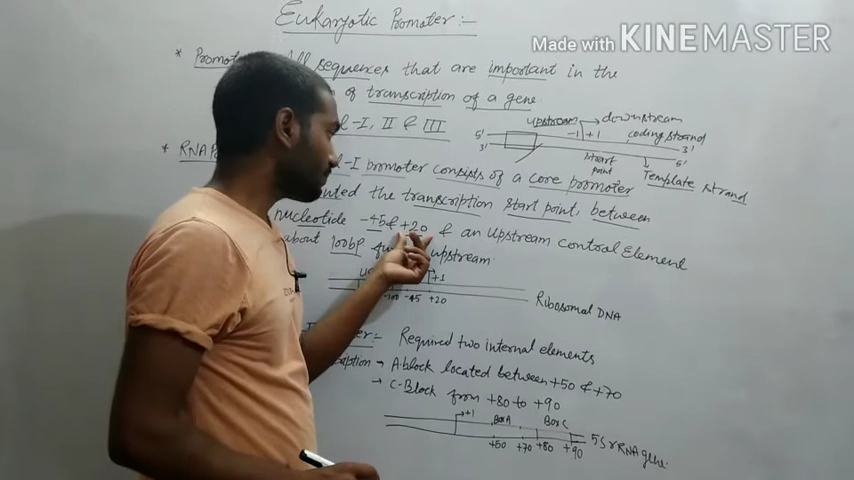 Eukaryotic Promoter :-
Made with KINEMASTER
* Promot All sequences that are important in the
of transcription of a gene
-I, II & III
upstream downstream
-1 +1 coding strand
5' 3'
3' 5'
start point
Template strand
* RNA Pol-I promoter consists of a core promoter
the transcription start point, between
nucleotide -45 & +20 & an Upstream Control Element
about 100bp upstream
+1
-100 -45 +20 Ribosomal DNA
:- Required two internal elements
→ A-block located between +50 & +70
→ C-Block from +80 to +90
+1 Box A Box C
+50 +70 +80 +90 5S rRNA gene.